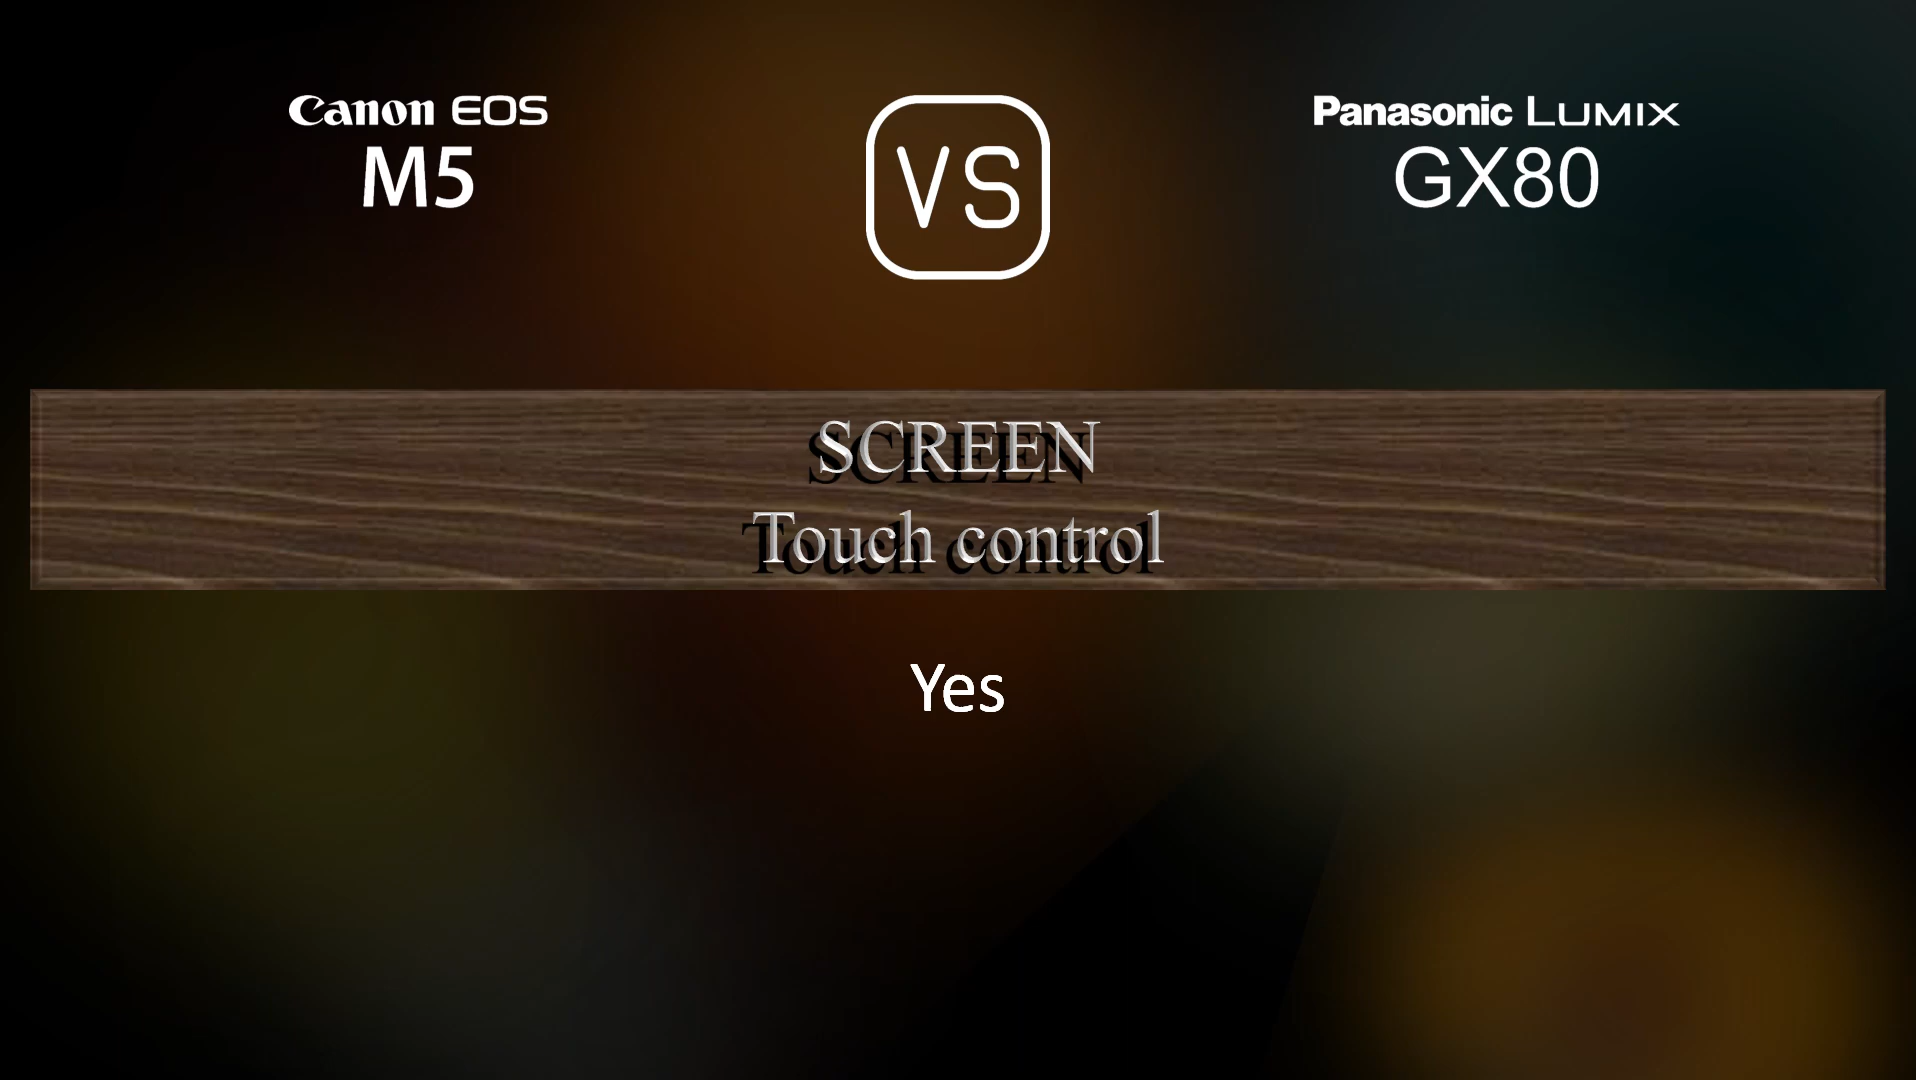 Canon EOS
M5
VS
Panasonic LUMIX
GX80
SCREEN
Touch control
Yes